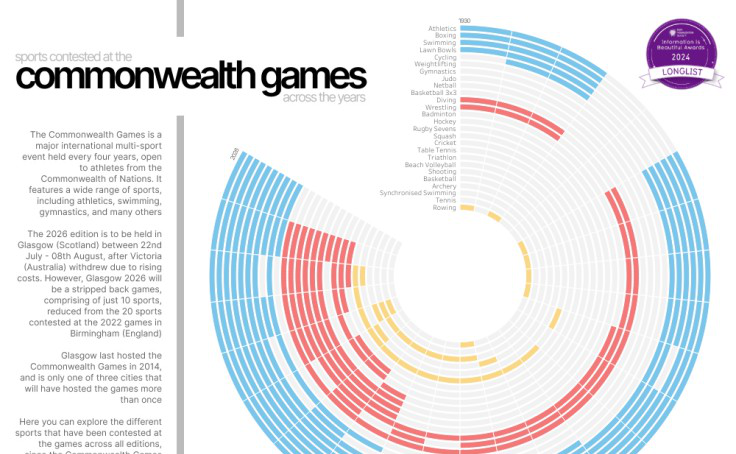 sports contested at the
commonwealth games
across the years
The Commonwealth Games is a
major international multi-sport
event held every four years, open
to athletes from the
Commonwealth of Nations. It
features a wide range of sports,
including athletics, swimming,
gymnastics, and many others
The 2026 edition is to be held in
Glasgow (Scotland) between 22nd
July - 08th August, after Victoria
(Australia) withdrew due to rising
costs. However, Glasgow 2026 will
be a stripped back games,
comprising of just 10 sports,
reduced from the 20 sports
contested at the 2022 games in
Birmingham (England)
Glasgow last hosted the
Commonwealth Games in 2014,
and is only one of three cities that
will have hosted the games more
than once
Here you can explore the different
sports that have been contested at
the games across all editions,
since the Commonwealth Games
1930
Athletics
Boxing
Swimming
Lawn Bowls
Cycling
Weightlifting
Gymnastics
Judo
Netball
Basketball 3x3
Diving
Wrestling
Badminton
Hockey
Rugby Sevens
Squash
Cricket
Table Tennis
Triathlon
Beach Volleyball
Shooting
Basketball
Archery
Synchronised Swimming
Tennis
Rowing
2026
Information is
Beautiful Awards
2024
LONGLIST